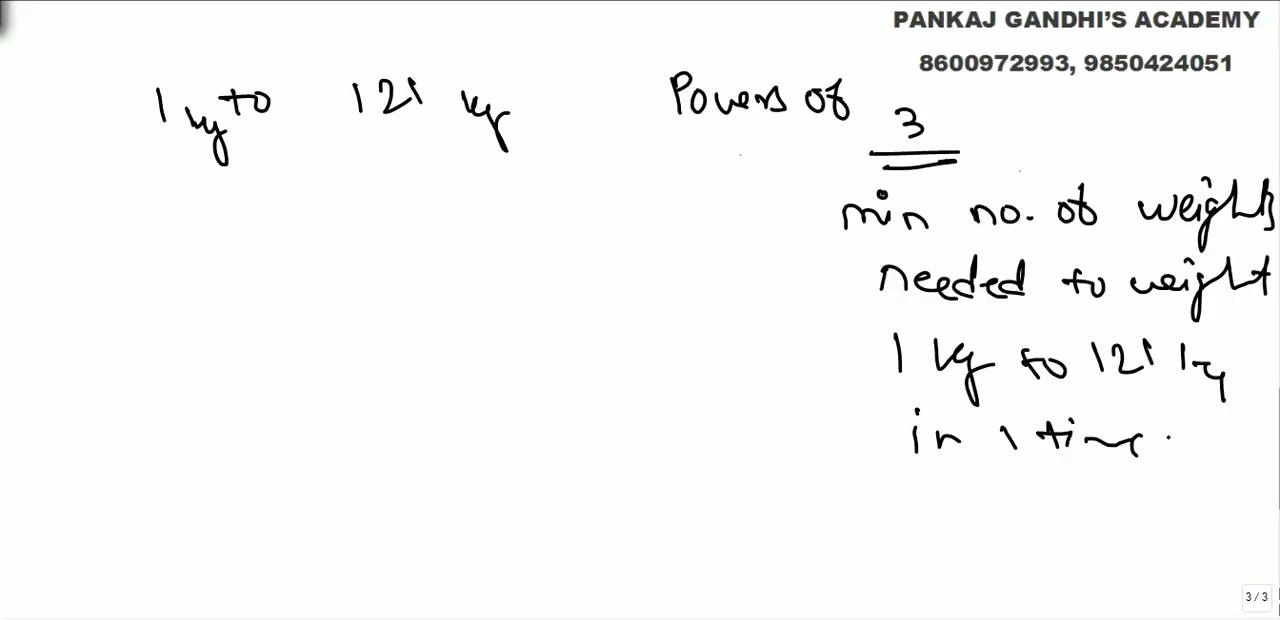 PANKAJ GANDHI'S ACADEMY
8600972993, 9850424051
1 kg to 121 kg
Powers of 3
min no. of weights
needed to weight
1 kg to 121 kg
in 1 time.
3 / 3